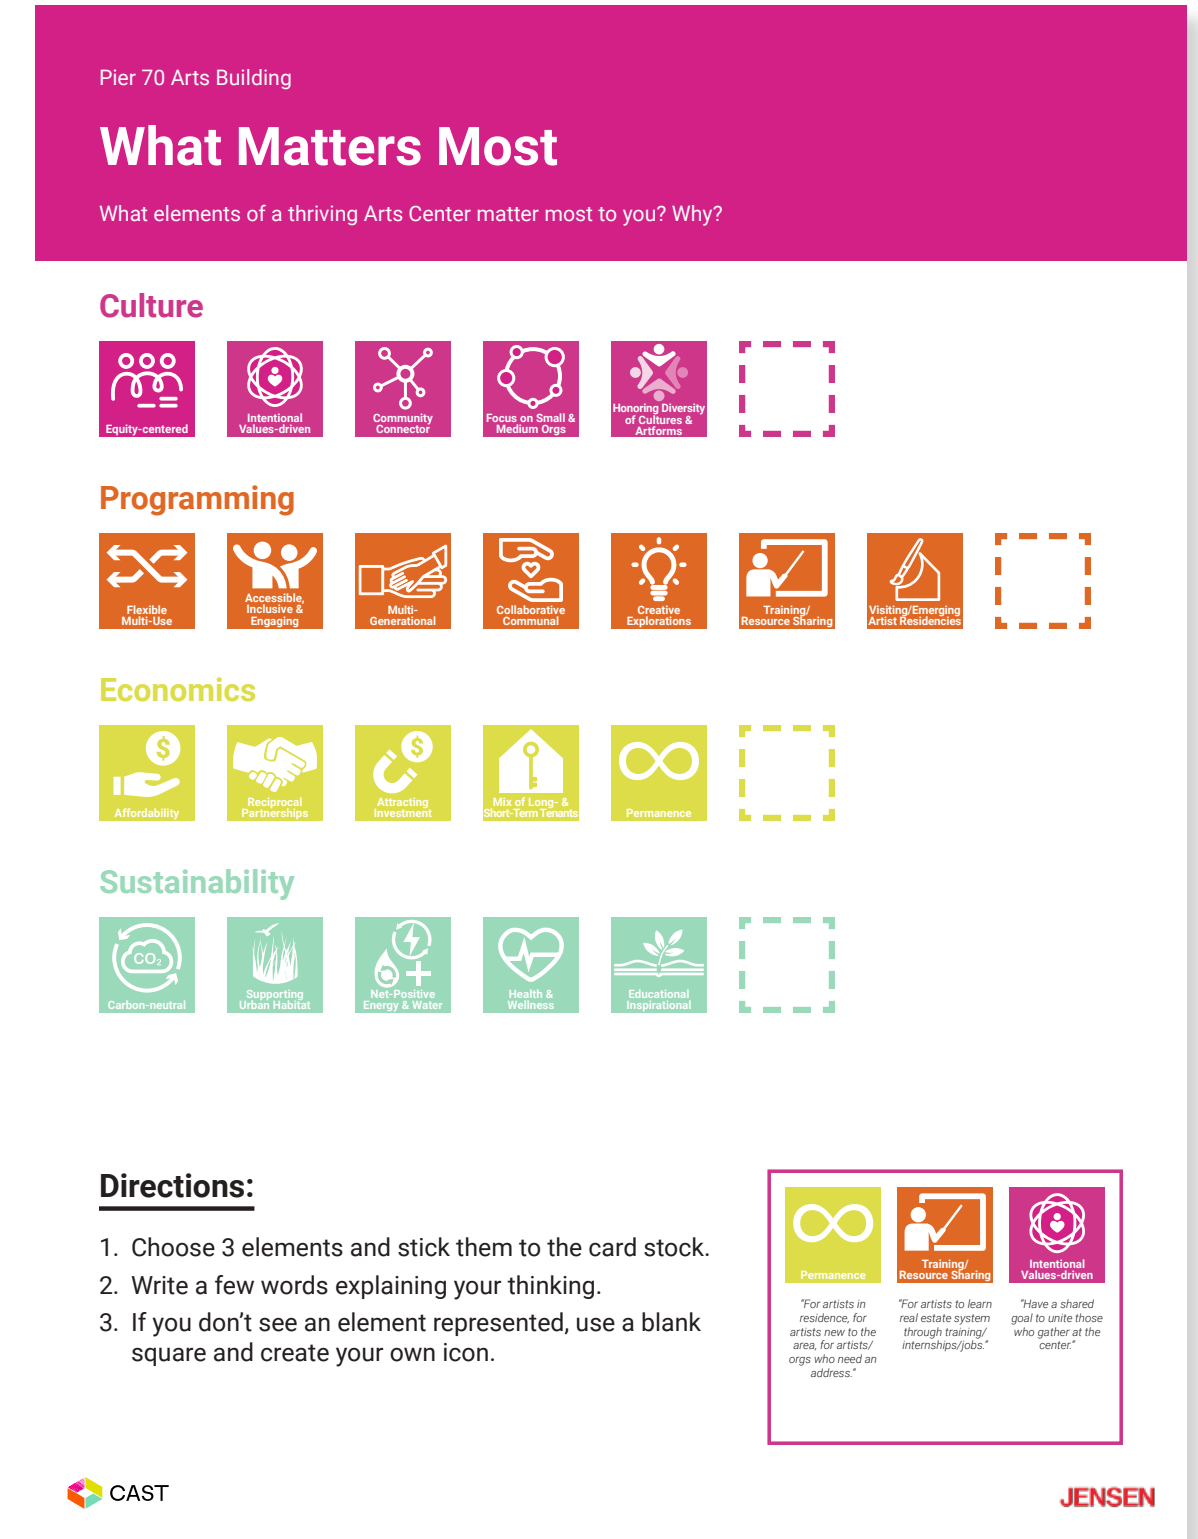 Pier 70 Arts Building
What Matters Most
What elements of a thriving Arts Center matter most to you? Why?
Culture
Equity-centered
Intentional
Values-driven
Community
Connector
Focus on Small &
Medium Orgs
Honoring Diversity
of Cultures &
Artforms
Programming
Flexible
Multi-Use
Accessible,
Inclusive &
Engaging
Multi-
Generational
Collaborative
Communal
Creative
Explorations
Training/
Resource Sharing
Visiting/Emerging
Artist Residencies
Economics
$
Affordability
Reciprocal
Partnerships
$
Attracting
Investment
Mix of Long- &
Short-Term Tenants
Permanence
Sustainability
CO₂
Carbon-neutral
Supporting
Urban Habitat
Net-Positive
Energy & Water
Health &
Wellness
Educational
Inspirational
Directions:
1. Choose 3 elements and stick them to the card stock.
2. Write a few words explaining your thinking.
3. If you don’t see an element represented, use a blank
square and create your own icon.
Permanence
“For artists in
residence, for
artists new to the
area, for artists/
orgs who need an
address.”
Training/
Resource Sharing
“For artists to learn
real estate system
through training/
internships/jobs.”
Intentional
Values-driven
“Have a shared
goal to unite those
who gather at the
center.”
CAST
JENSEN